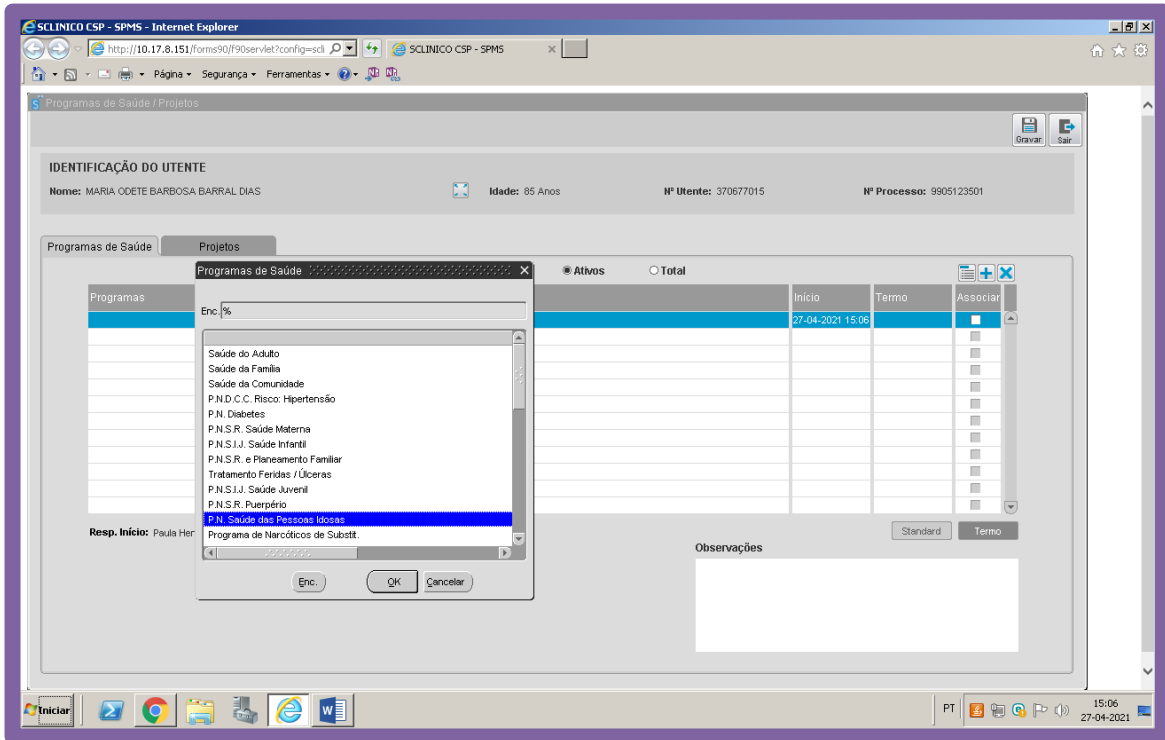 SCLINICO CSP - SPMS - Internet Explorer
http://10.17.8.151/forms90/f90servlet?config=scli
SCLINICO CSP - SPMS
Página Segurança Ferramentas
Programas de Saúde / Projetos
Gravar Sair
IDENTIFICAÇÃO DO UTENTE
Nome: MARIA ODETE BARBOSA BARRAL DIAS Idade: 85 Anos Nº Utente: 370677015 Nº Processo: 9905123501
Programas de Saúde Projetos
Programas de Saúde
Ativos Total
Programas Início Termo Associar
Enc. %
27-04-2021 15:06
Saúde do Adulto
Saúde da Família
Saúde da Comunidade
P.N.D.C.C. Risco: Hipertensão
P.N. Diabetes
P.N.S.R. Saúde Materna
P.N.S.I.J. Saúde Infantil
P.N.S.R. e Planeamento Familiar
Tratamento Feridas / Úlceras
P.N.S.I.J. Saúde Juvenil
P.N.S.R. Puerpério
P.N. Saúde das Pessoas Idosas
Programa de Narcóticos de Substit.
Enc. OK Cancelar
Resp. Início: Paula Her
Standard Termo
Observações
Iniciar
PT
15:06
27-04-2021